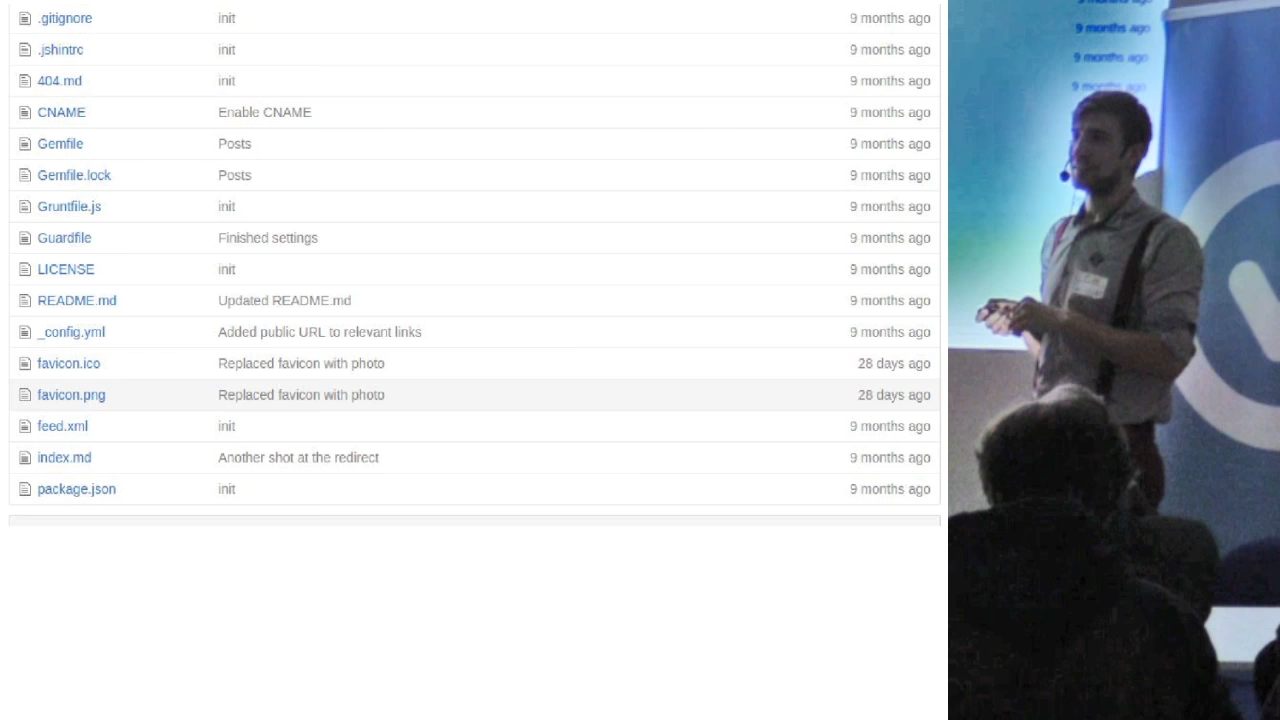 .gitignore init 9 months ago
.jshintrc init 9 months ago
404.md init 9 months ago
CNAME Enable CNAME 9 months ago
Gemfile Posts 9 months ago
Gemfile.lock Posts 9 months ago
Gruntfile.js init 9 months ago
Guardfile Finished settings 9 months ago
LICENSE init 9 months ago
README.md Updated README.md 9 months ago
_config.yml Added public URL to relevant links 9 months ago
favicon.ico Replaced favicon with photo 28 days ago
favicon.png Replaced favicon with photo 28 days ago
feed.xml init 9 months ago
index.md Another shot at the redirect 9 months ago
package.json init 9 months ago
9 months ago
9 months ago
9 months ago
9 months ago